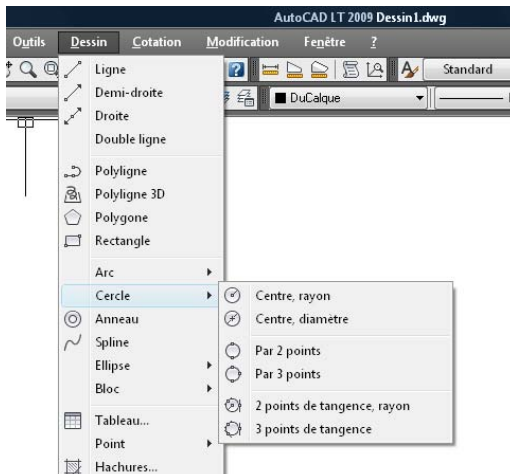 AutoCAD LT 2009 Dessin1.dwg
Outils Dessin Cotation Modification Fenêtre ?
Standard
DuCalque
Ligne
Demi-droite
Droite
Double ligne
Polyligne
Polyligne 3D
Polygone
Rectangle
Arc
Cercle
Anneau
Spline
Ellipse
Bloc
Tableau...
Point
Hachures...
Centre, rayon
Centre, diamètre
Par 2 points
Par 3 points
2 points de tangence, rayon
3 points de tangence